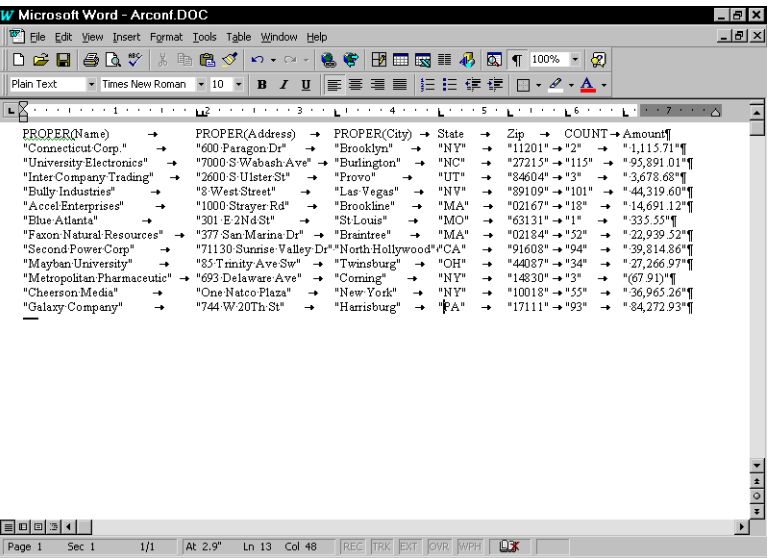 Microsoft Word - Arconf.DOC
File Edit View Insert Format Tools Table Window Help
100%
Plain Text Times New Roman 10 B I U A
1 2 3 4 5 6 7
PROPER(Name) → PROPER(Address) → PROPER(City) → State → Zip → COUNT → Amount¶
"Connecticut·Corp." → "600·Paragon·Dr" → "Brooklyn" → "NY" → "11201" → "2" → "·1,115.71"¶
"University·Electronics" → "7000·S·Wabash·Ave" → "Burlington" → "NC" → "27215" → "115" → "·95,891.01"¶
"Inter·Company·Trading" → "2600·S·Ulster·St" → "Provo" → "UT" → "84604" → "3" → "·3,678.68"¶
"Bully·Industries" → "8·West·Street" → "Las·Vegas" → "NV" → "89109" → "101" → "·44,319.60"¶
"Accel·Enterprises" → "1000·Strayer·Rd" → "Brookline" → "MA" → "02167" → "18" → "·14,691.12"¶
"Blue·Atlanta" → "301·E·2Nd·St" → "St·Louis" → "MO" → "63131" → "1" → "·335.55"¶
"Faxon·Natural·Resources" → "377·San·Marina·Dr" → "Braintree" → "MA" → "02184" → "52" → "·22,939.52"¶
"Second·Power·Corp" → "71130·Sunrise·Valley·Dr" "North·Hollywood" "CA" → "91608" → "94" → "·39,814.86"¶
"Mayban·University" → "85·Trinity·Ave·Sw" → "Twinsburg" → "OH" → "44087" → "34" → "·27,266.97"¶
"Metropolitan·Pharmaceutic" → "693·Delaware·Ave" → "Corning" → "NY" → "14830" → "3" → "(67.91)"¶
"Cheerson·Media" → "One·Natco·Plaza" → "New·York" → "NY" → "10018" → "55" → "·36,965.26"¶
"Galaxy·Company" → "744·W·20Th·St" → "Harrisburg" → "PA" → "17111" → "93" → "·84,272.93"¶
Page 1 Sec 1 1/1 At 2.9" Ln 13 Col 48 REC TRK EXT OVR WPH